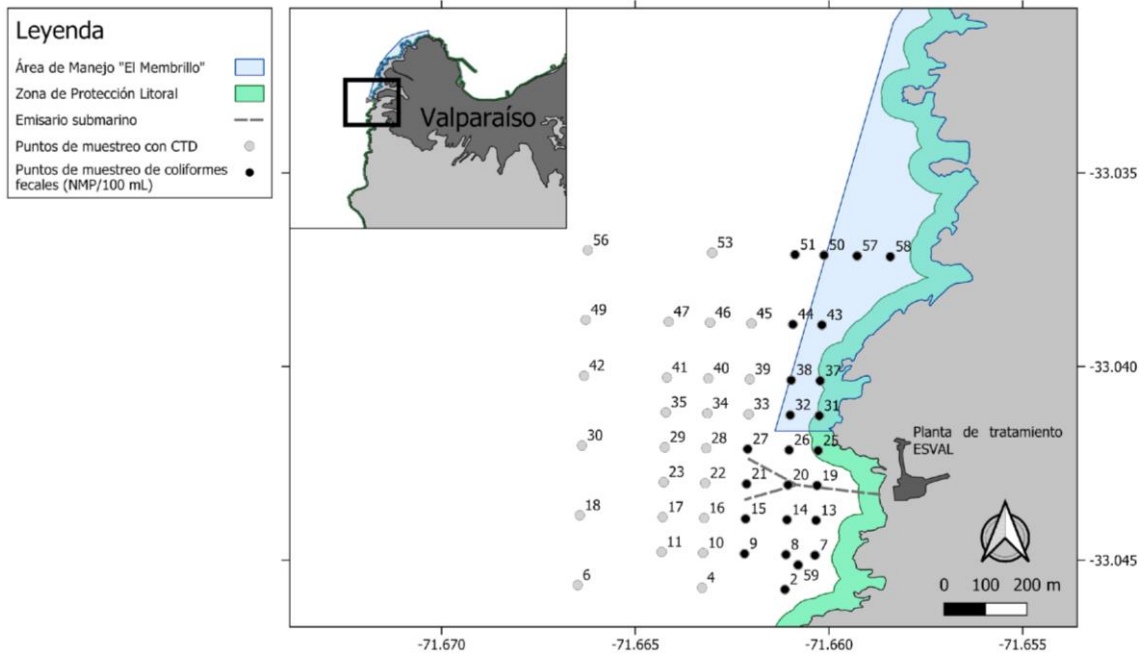 Leyenda
Área de Manejo "El Membrillo"
Zona de Protección Litoral
Emisario submarino
Puntos de muestreo con CTD
Puntos de muestreo de coliformes
fecales (NMP/100 mL)
Valparaíso
-33.035
56 53 51 50 57 58
49 47 46 45 44 43
-33.040
42 41 40 39 38 37
35 34 33 32 31
30 29 28 27 26 25
Planta de tratamiento
ESVAL
23 22 21 20 19
18 17 16 15 14 13
11 10 9 8 7
-33.045
6 4 2 59
0 100 200 m
-71.670 -71.665 -71.660 -71.655